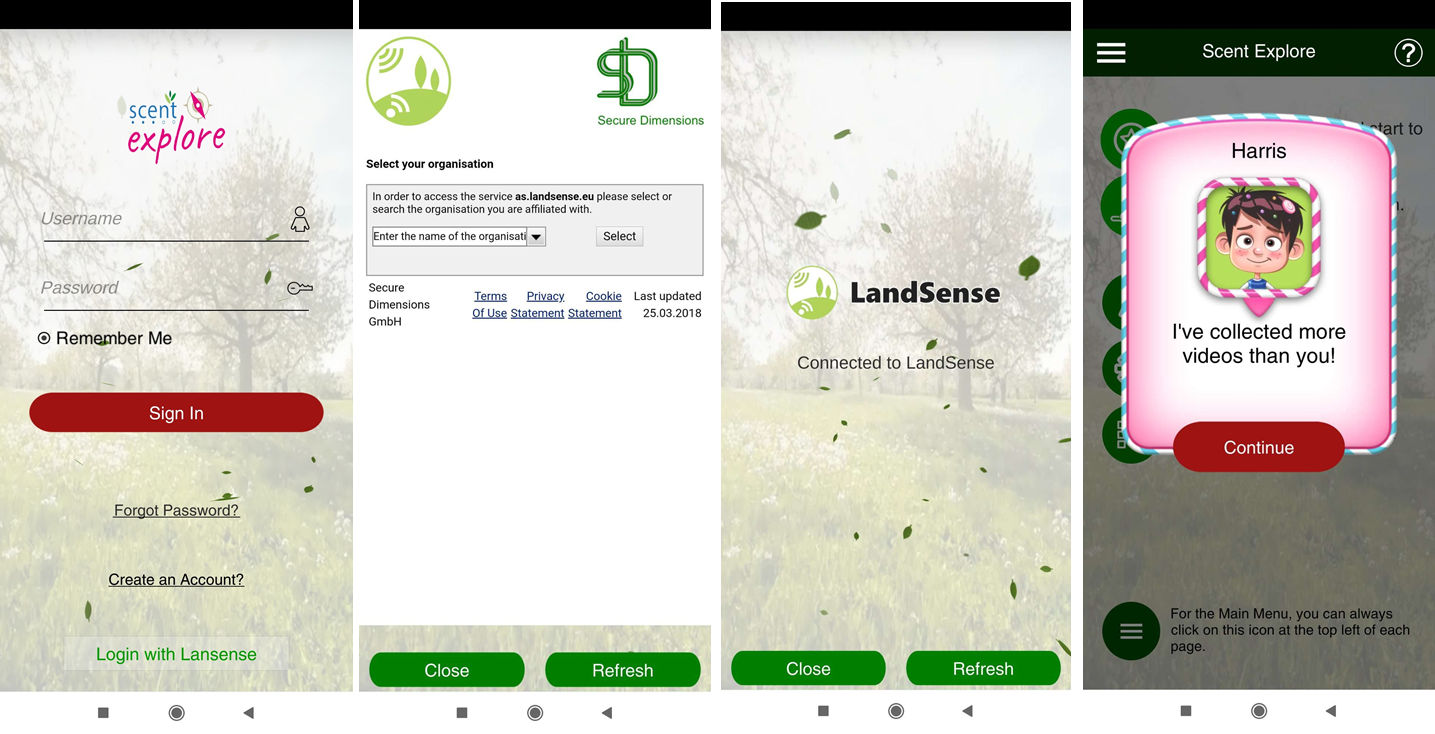 scent
explore
Username
Password
Remember Me
Sign In
Forgot Password?
Create an Account?
Login with Lansense
SD
Secure Dimensions
Select your organisation
In order to access the service as.landsense.eu please select or
search the organisation you are affiliated with.
Enter the name of the organisati
Select
Secure
Dimensions
GmbH
Terms
Of Use
Privacy
Statement
Cookie
Statement
Last updated
25.03.2018
Close
Refresh
LandSense
Connected to LandSense
Close
Refresh
Scent Explore
?
start to
Harris
I've collected more
videos than you!
Continue
For the Main Menu, you can always
click on this icon at the top left of each
page.